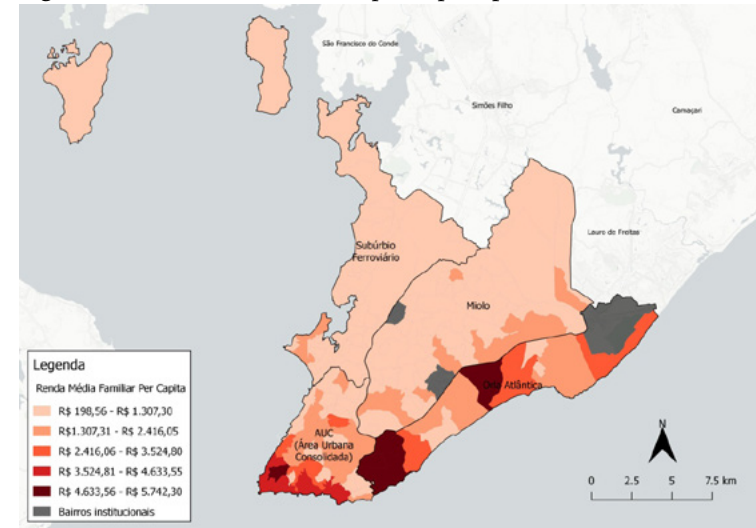 São Francisco do Conde
Simões Filho
Camaçari
Lauro de Freitas
Subúrbio
Ferroviário
Miolo
Orla Atlântica
AUC
(Área Urbana
Consolidada)
Legenda
Renda Média Familiar Per Capita
R$ 198,56 - R$ 1.307,30
R$1.307,31 - R$ 2.416,05
R$ 2.416,06 - R$ 3.524,80
R$ 3.524,81 - R$ 4.633,55
R$ 4.633,56 - R$ 5.742,30
Bairros institucionais
N
0 2.5 5 7.5 km